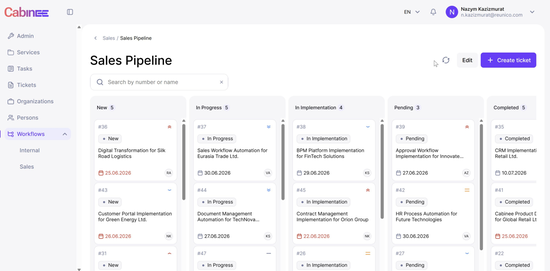 Cabinee
EN
Nazym Kazizmurat
N
n.kazizmurat@neunico.com
Admin
Services
Tasks
Tickets
Organizations
Persons
Workflows
Internal
Sales
Sales / Sales Pipeline
Sales Pipeline
Edit
+ Create ticket
Search by number or name
New 5
#36
New
Digital Transformation for Silk
Road Logistics
25.06.2026
#43
New
Customer Portal Implementation
for Green Energy Ltd.
26.06.2026
#31
New
In Progress 5
#37
In Progress
Sales Workflow Automation for
Eurasia Trade Ltd.
30.06.2026
#44
In Progress
Document Management
Automation for TechNova...
27.06.2026
#47
In Progress
In Implementation 4
#38
In Implementation
BPM Platform Implementation
for FinTech Solutions
29.06.2026
#45
In Implementation
Contract Management
Implementation for Orion Group
22.06.2026
In Implementation
Pending 3
#39
Pending
Approval Workflow
Implementation for Innovate...
27.06.2026
#42
Pending
HR Process Automation for
Future Technologies
30.06.2026
#27
Pending
Completed 5
#35
Completed
CRM Implementat
Retail Ltd.
10.07.2026
#41
Completed
Cabinee Product D
for Global Retail Lt
25.06.2026
#22
Completed